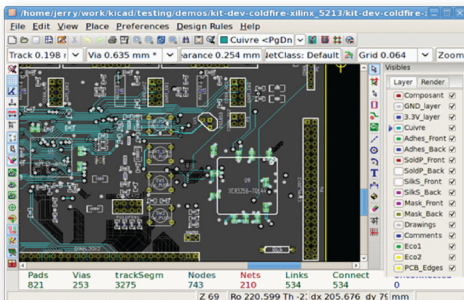 /home/jerry/work/kicad/testing/demos/kit-dev-coldfire-xilinx_5213/kit-dev-coldfire-
File Edit View Place Preferences Design Rules Help
Cuivre <PgDn
Track 0.198 Via 0.635 mm * arance 0.254 mm JetClass: Default Grid 0.064 Zoom
Visibles
Layer Render
Composant
GND_layer
3.3V_layer
Cuivre
Adhes_Front
Adhes_Back
SoldP_Front
SoldP_Back
SilkS_Front
SilkS_Back
Mask_Front
Mask_Back
Drawings
Comments
Eco1
Eco2
PCB_Edges
Pads Vias trackSegm Nodes Nets Links Connect
821 253 3275 743 210 534 534 0
Z 69 Ro 220.599 Th -2 dx 205.676 dy 79 mm